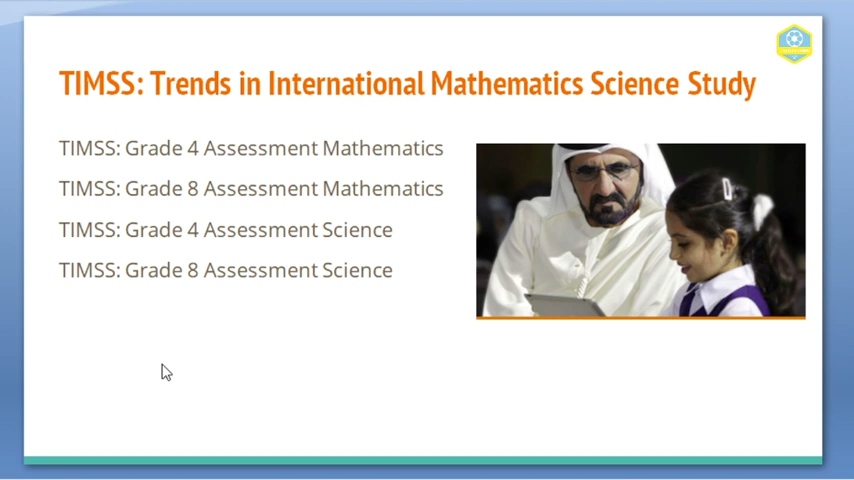 TIMSS: Trends in International Mathematics Science Study
TIMSS: Grade 4 Assessment Mathematics
TIMSS: Grade 8 Assessment Mathematics
TIMSS: Grade 4 Assessment Science
TIMSS: Grade 8 Assessment Science